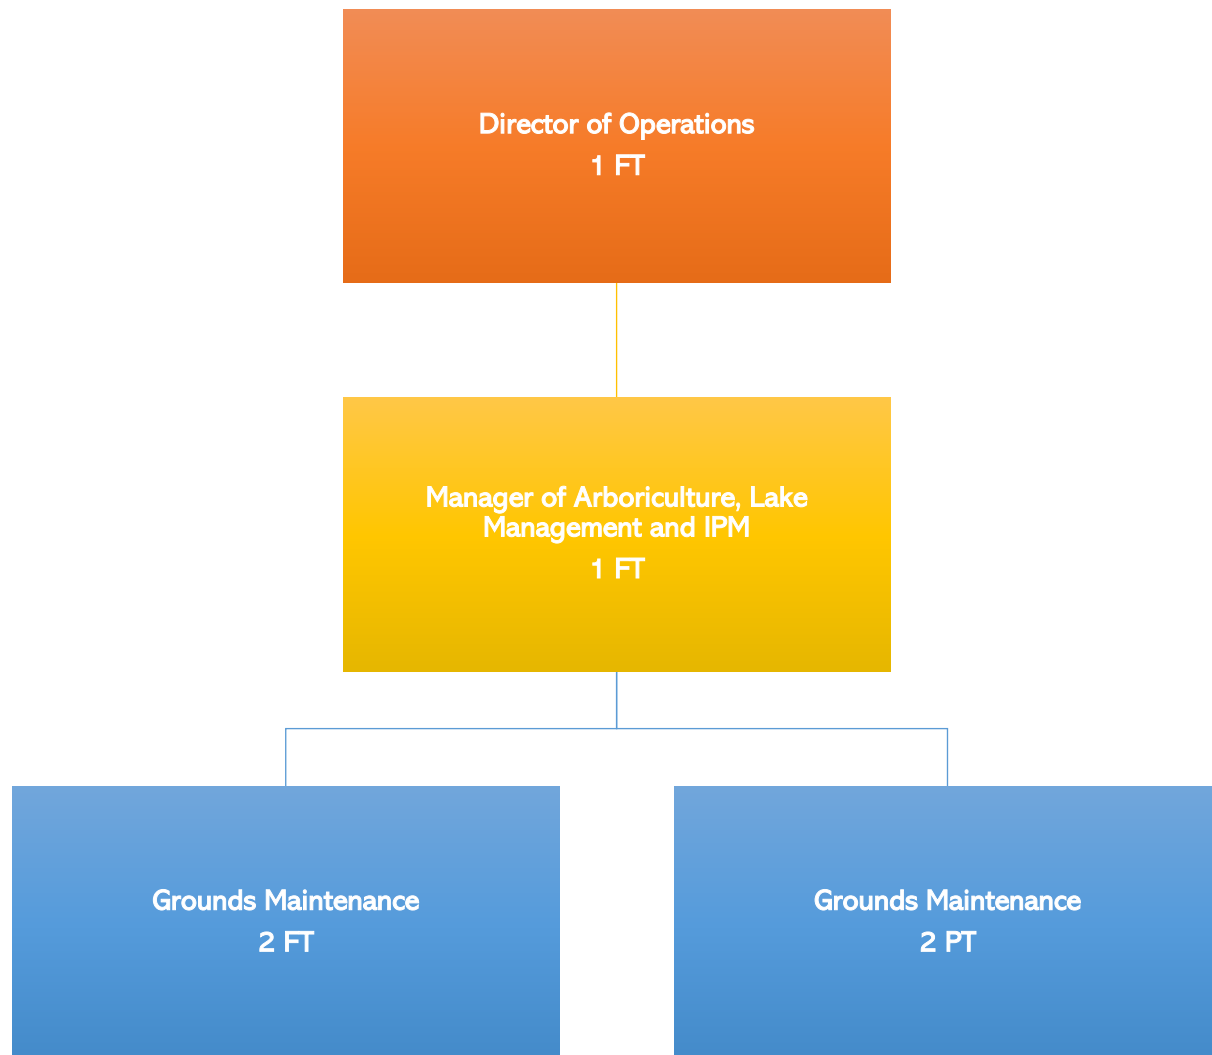 Director of Operations
1 FT
Manager of Arboriculture, Lake
Management and IPM
1 FT
Grounds Maintenance
2 FT
Grounds Maintenance
2 PT